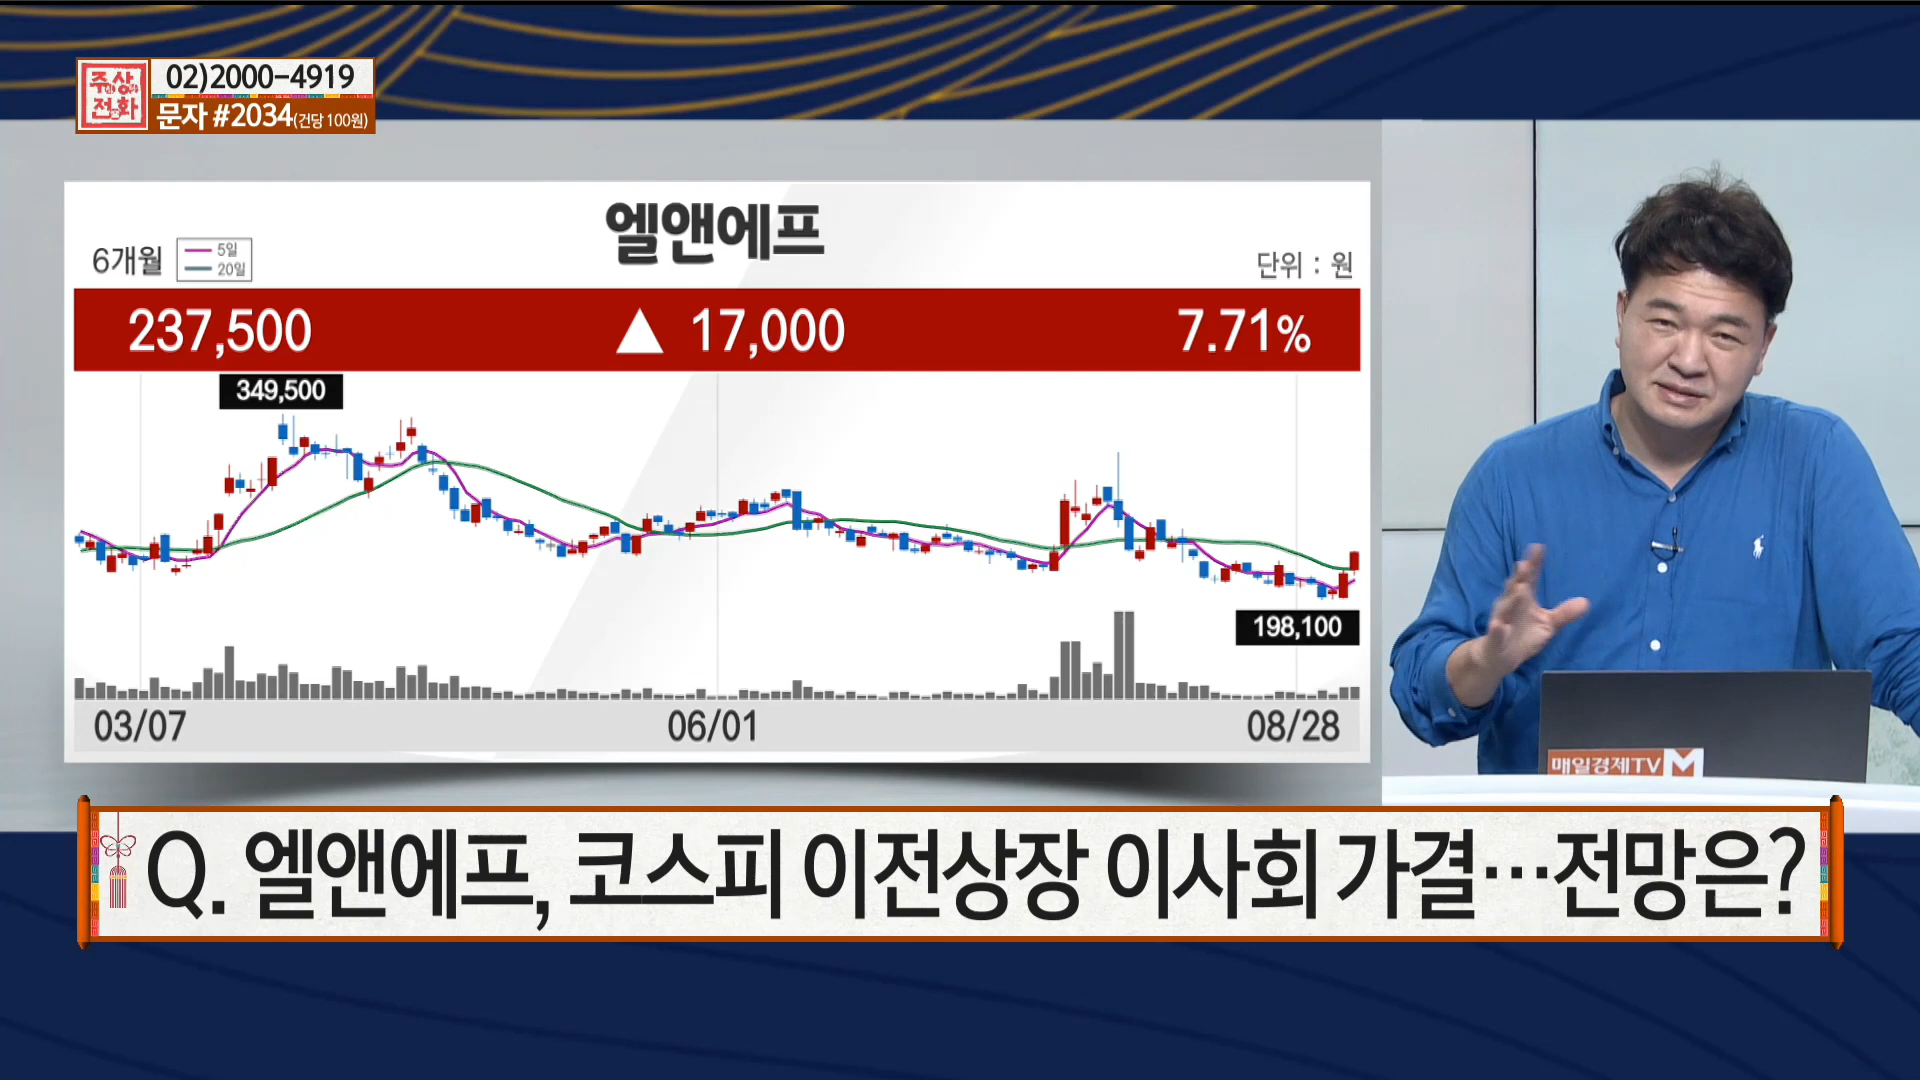 주상
전화
02)2000-4919
문자 #2034(건당 100원)
엘앤에프
6개월
5일
20일
단위 : 원
237,500 ▲ 17,000 7.71%
349,500
198,100
03/07 06/01 08/28
매일경제TV M
Q. 엘앤에프, 코스피 이전상장 이사회 가결…전망은?